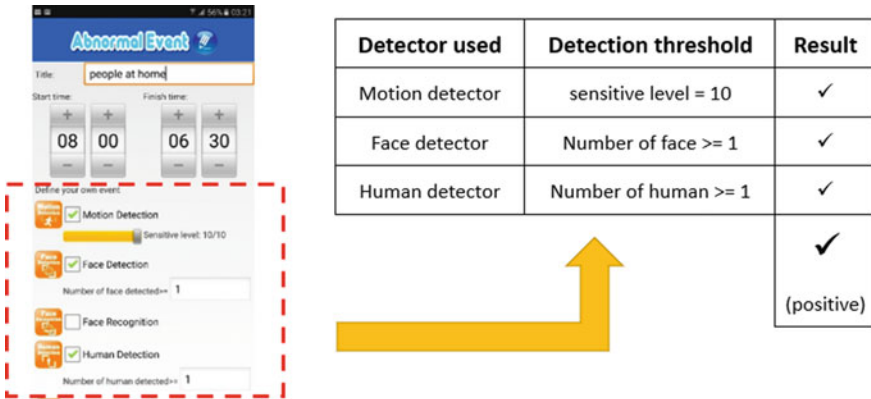 56% 03:21
Abnormal Event
Title: people at home
Start time: Finish time:
+ + + +
08 00 06 30
— — — —
Define your own event
Motion Detection
Sensitive level: 10/10
Face Detection
Number of face detected>= 1
Face Recognition
Human Detection
Number of human detected>= 1
Detector used Detection threshold Result
Motion detector sensitive level = 10 ✓
Face detector Number of face >= 1 ✓
Human detector Number of human >= 1 ✓
✓
(positive)